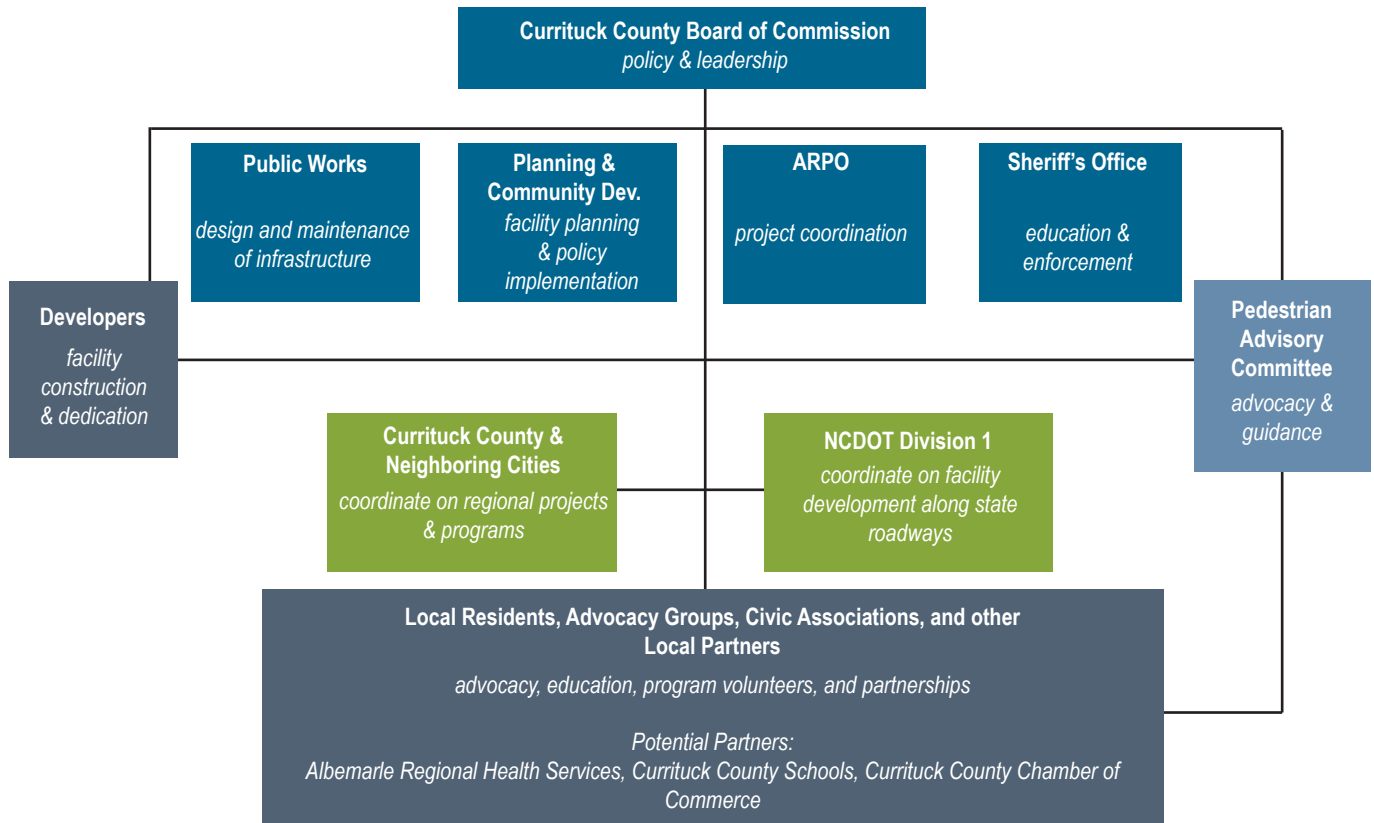 Currituck County Board of Commission
policy & leadership
Public Works
design and maintenance
of infrastructure
Planning &
Community Dev.
facility planning
& policy
implementation
ARPO
project coordination
Sheriff's Office
education &
enforcement
Developers
facility
construction
& dedication
Pedestrian
Advisory
Committee
advocacy &
guidance
Currituck County &
Neighboring Cities
coordinate on regional projects
& programs
NCDOT Division 1
coordinate on facility
development along state
roadways
Local Residents, Advocacy Groups, Civic Associations, and other
Local Partners
advocacy, education, program volunteers, and partnerships
Potential Partners:
Albemarle Regional Health Services, Currituck County Schools, Currituck County Chamber of
Commerce